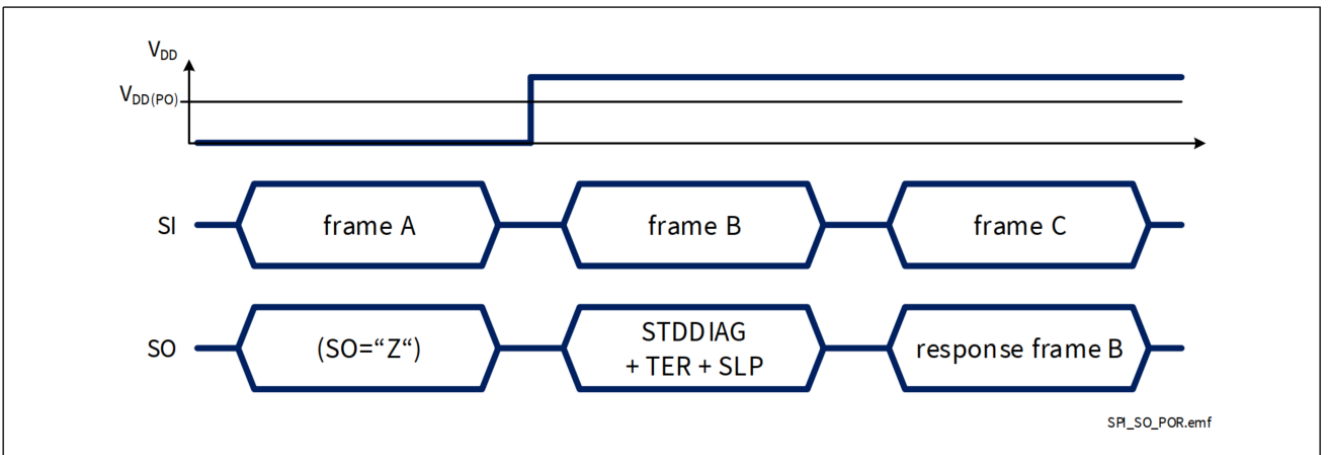 VDD
VDD(PO)
SI
frame A
frame B
frame C
SO
(SO=“Z“)
STDDIAG
+ TER + SLP
response frame B
SPI_SO_POR.emf